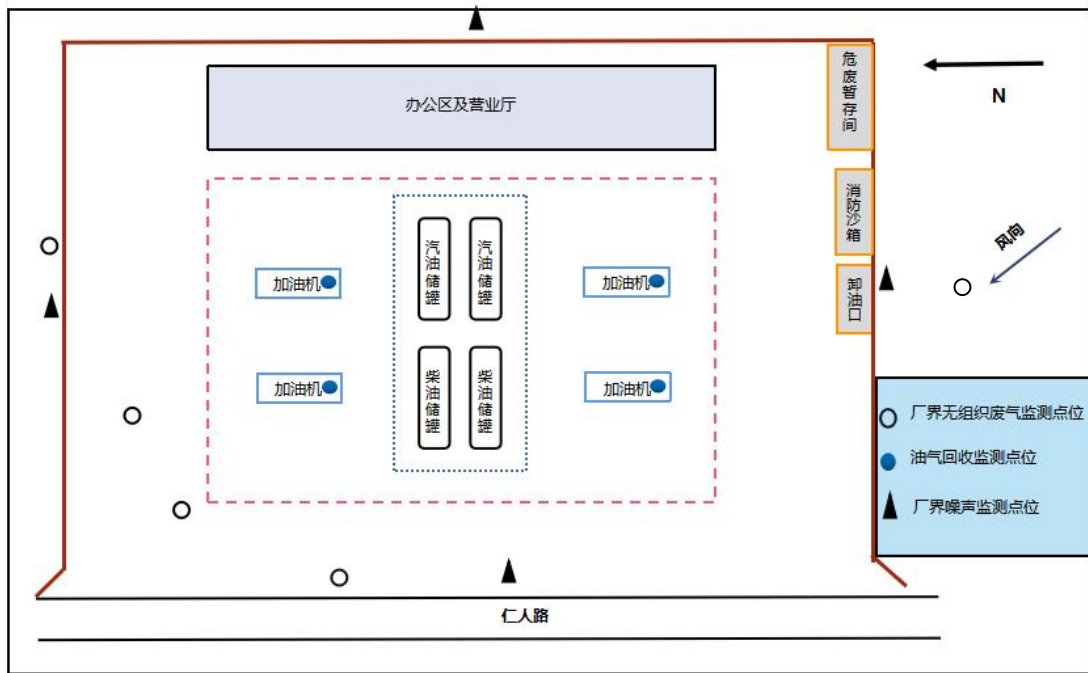 办公区及营业厅
危废暂存间
N
消防沙箱
风向
汽油储罐
汽油储罐
加油机
加油机
卸油口
柴油储罐
柴油储罐
加油机
加油机
厂界无组织废气监测点位
油气回收监测点位
厂界噪声监测点位
仁人路